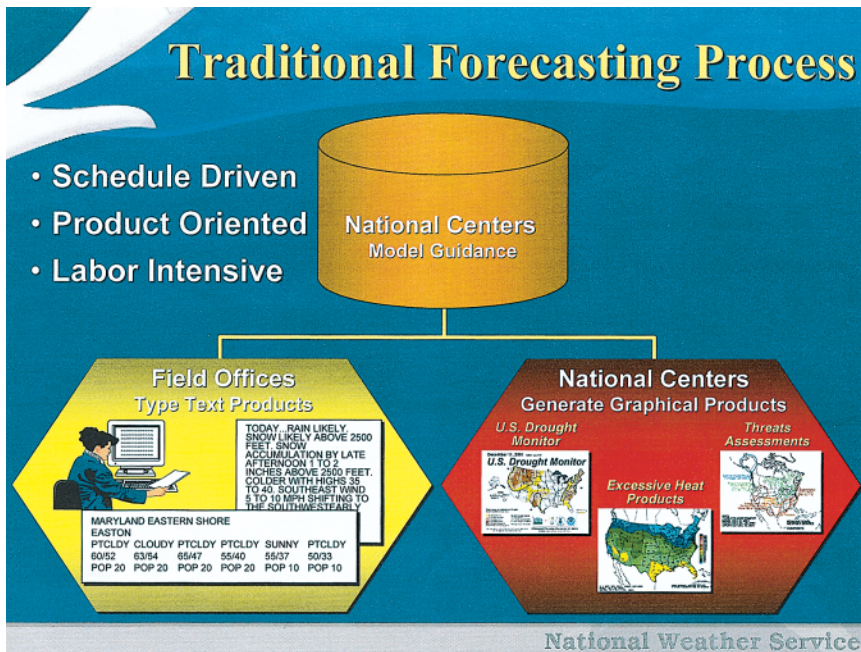 Traditional Forecasting Process
• Schedule Driven
• Product Oriented
• Labor Intensive
National Centers
Model Guidance
Field Offices
Type Text Products
TODAY...RAIN LIKELY.
SNOW LIKELY ABOVE 2500
FEET. SNOW
ACCUMULATION BY LATE
AFTERNOON 1 TO 2
INCHES ABOVE 2500 FEET.
COLDER WITH HIGHS 35
TO 40. SOUTHEAST WIND
5 TO 10 MPH SHIFTING TO
THE SOUTHWESTEARLY
MARYLAND EASTERN SHORE
EASTON
PTCLDY CLOUDY PTCLDY PTCLDY SUNNY PTCLDY
60/52 63/54 65/47 55/40 55/37 50/33
POP 20 POP 20 POP 20 POP 20 POP 10 POP 10
National Centers
Generate Graphical Products
U.S. Drought
Monitor
U.S. Drought Monitor
Excessive Heat
Products
Threats
Assessments
National Weather Service